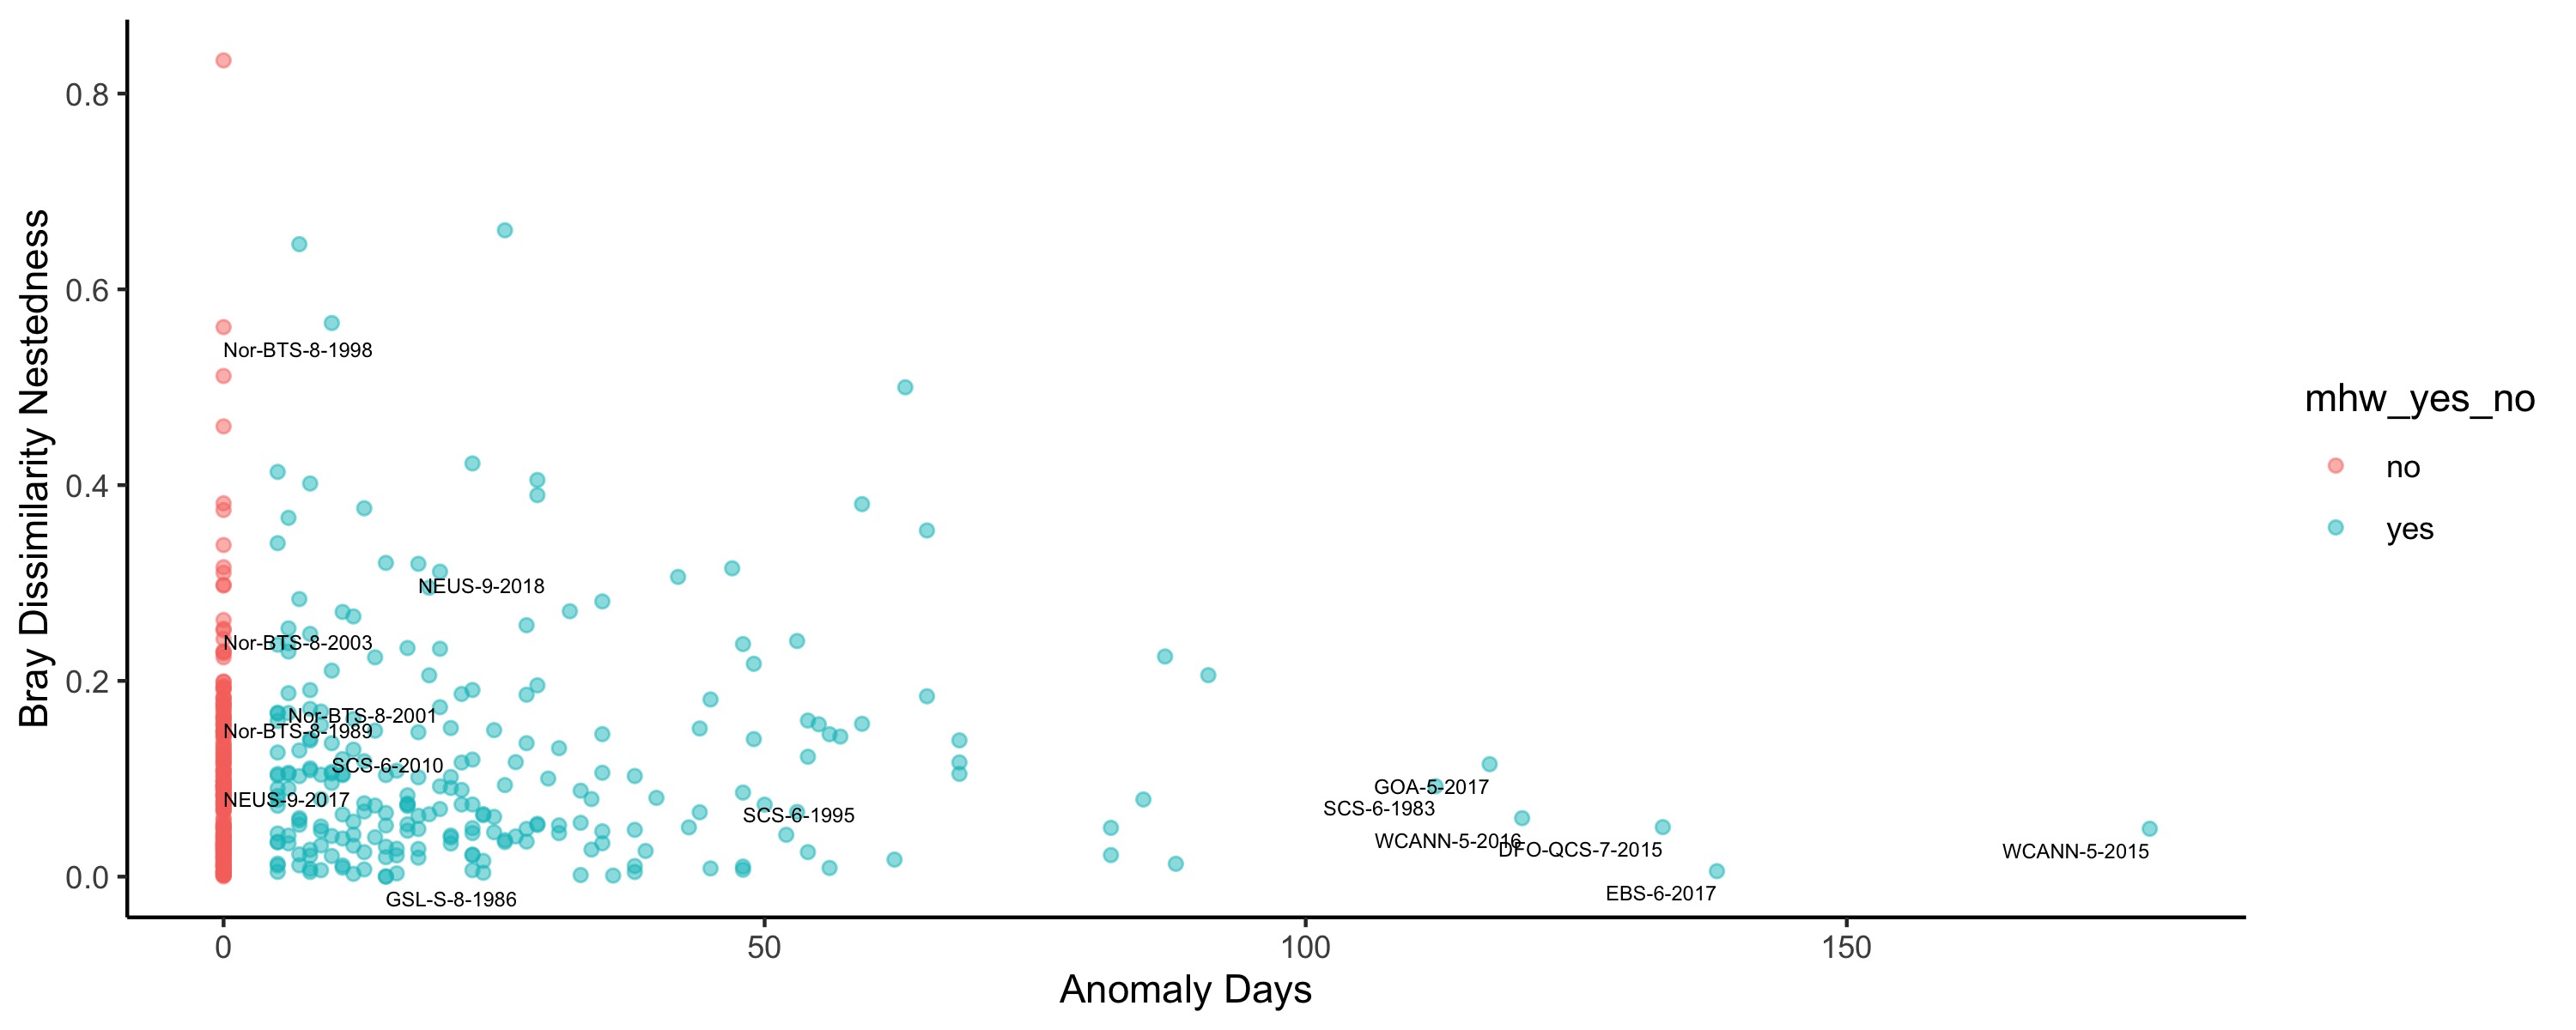 Bray Dissimilarity Nestedness
0.8
0.6
0.4
0.2
0.0
Nor-BTS-8-1998
NEUS-9-2018
Nor-BTS-8-2003
Nor-BTS-8-2001
Nor-BTS-8-1989
SCS-6-2010
GOA-5-2017
NEUS-9-2017
SCS-6-1983
SCS-6-1995
WCANN-5-2016
DFO-QCS-7-2015
WCANN-5-2015
EBS-6-2017
GSL-S-8-1986
0
50
100
150
Anomaly Days
mhw_yes_no
no
yes